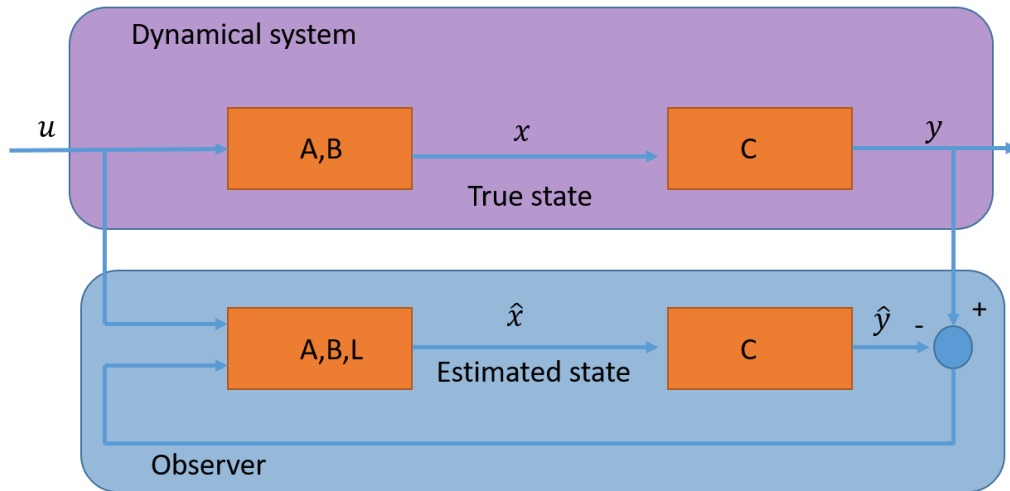 Dynamical system
u
A,B
x
C
y
True state
A,B,L
x̂
C
ŷ
-
+
Estimated state
Observer